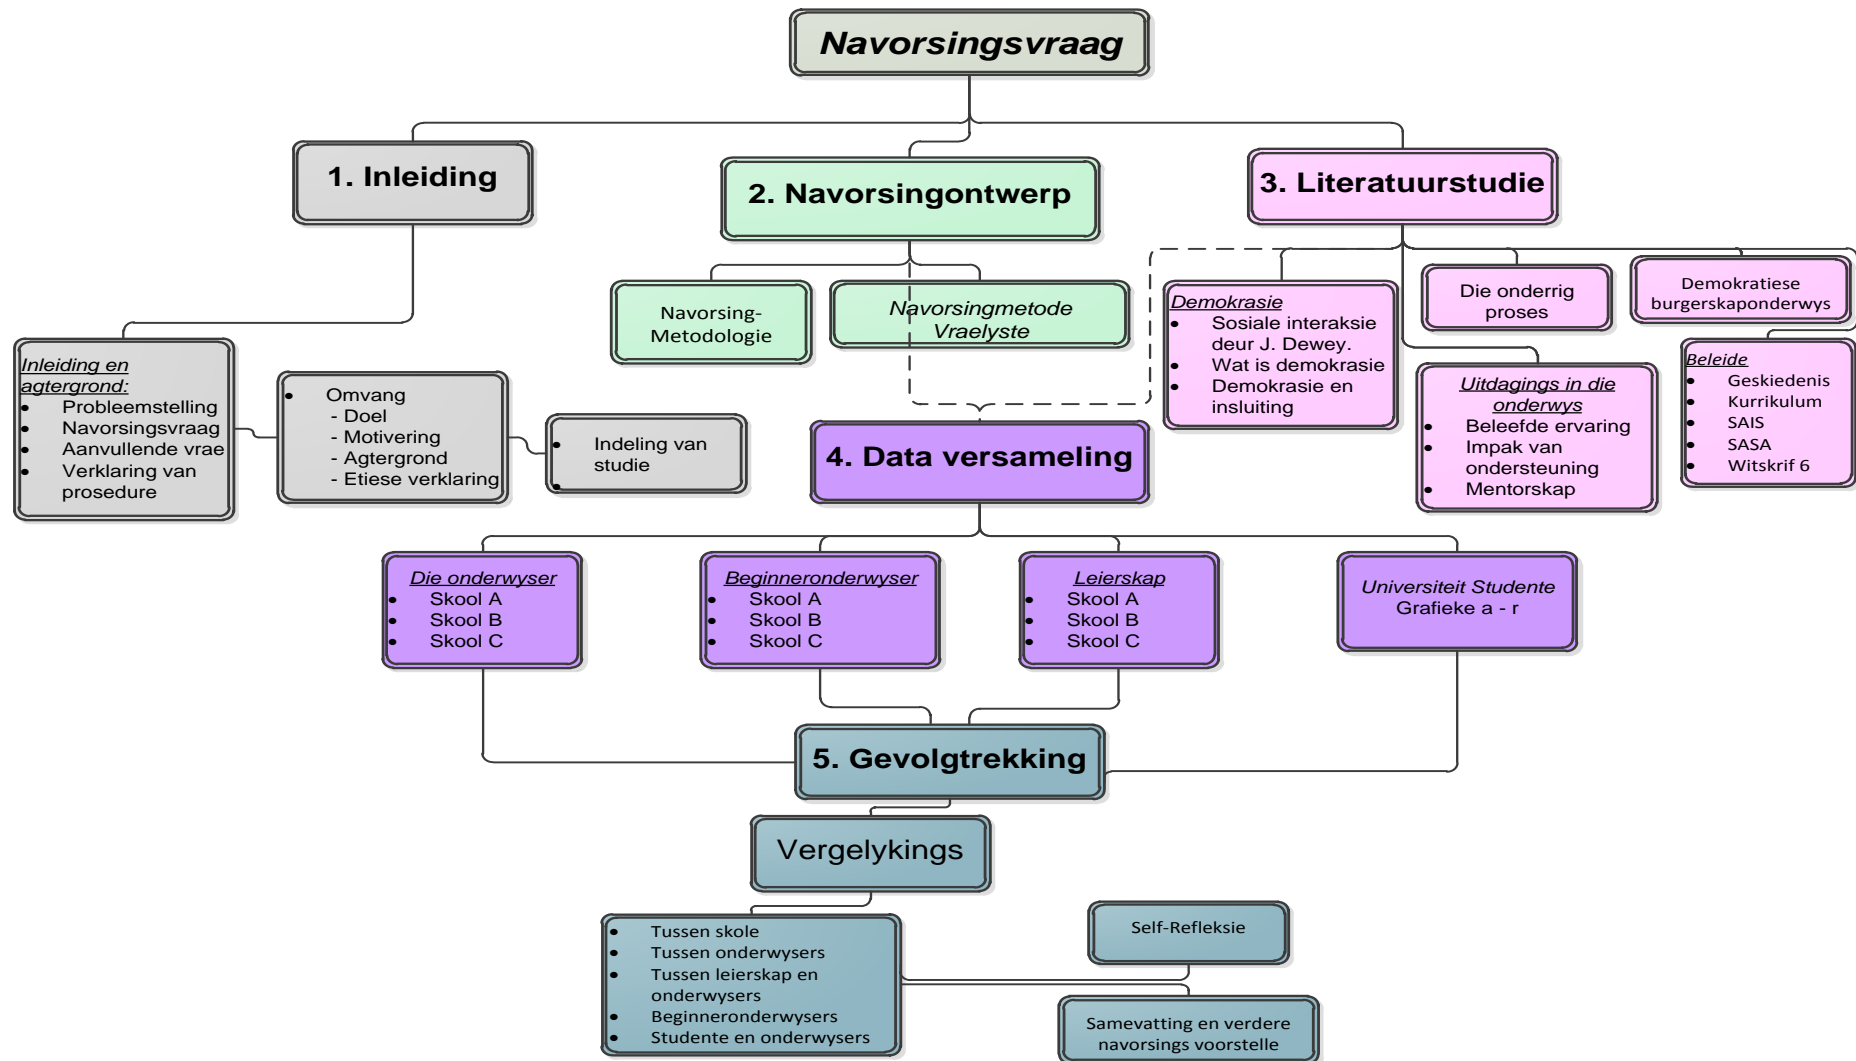 Navorsingsvraag
1. Inleiding
2. Navorsingontwerp
3. Literatuurstudie
Navorsing-
Metodologie
Navorsingmetode
Vraelyste
Demokrasie
• Sosiale interaksie
deur J. Dewey.
• Wat is demokrasie
• Demokrasie en
insluiting
Die onderrig
proses
Demokratiese
burgerskaponderwys
Uitdagings in die
onderwys
• Beleefde ervaring
• Impak van
ondersteuning
• Mentorskap
Beleide
• Geskiedenis
• Kurrikulum
• SAIS
• SASA
• Witskrif 6
Inleiding en
agtergrond:
• Probleemstelling
• Navorsingsvraag
• Aanvullende vrae
• Verklaring van
prosedure
• Omvang
- Doel
- Motivering
- Agtergrond
- Etiese verklaring
• Indeling van
studie
•
4. Data versameling
Die onderwyser
• Skool A
• Skool B
• Skool C
Beginneronderwyser
• Skool A
• Skool B
• Skool C
Leierskap
• Skool A
• Skool B
• Skool C
Universiteit Studente
Grafieke a - r
5. Gevolgtrekking
Vergelykings
• Tussen skole
• Tussen onderwysers
• Tussen leierskap en
onderwysers
• Beginneronderwysers
• Studente en onderwysers
Self-Refleksie
Samevatting en verdere
navorsings voorstelle